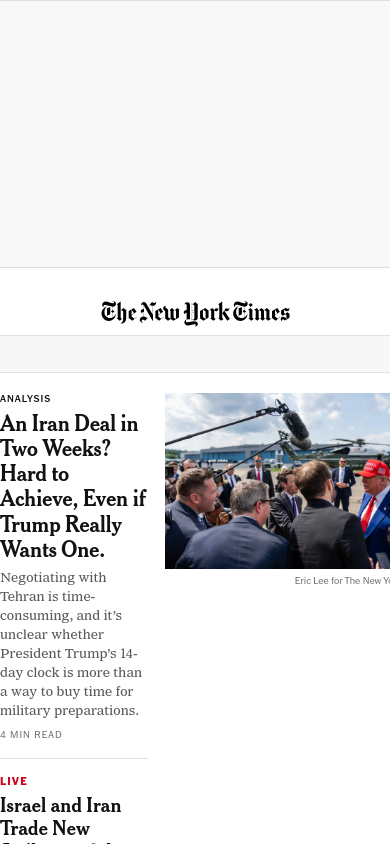 The New York Times
ANALYSIS
An Iran Deal in
Two Weeks?
Hard to
Achieve, Even if
Trump Really
Wants One.
Negotiating with
Tehran is time-
consuming, and it's
unclear whether
President Trump's 14-
day clock is more than
a way to buy time for
military preparations.
4 MIN READ
Eric Lee for The New Yo
LIVE
Israel and Iran
Trade New